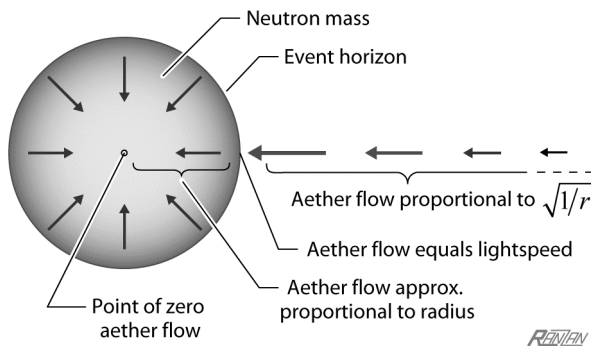 Neutron mass
Event horizon
Aether flow proportional to √1/r
Aether flow equals lightspeed
Aether flow approx.
proportional to radius
Point of zero
aether flow
RANZAN